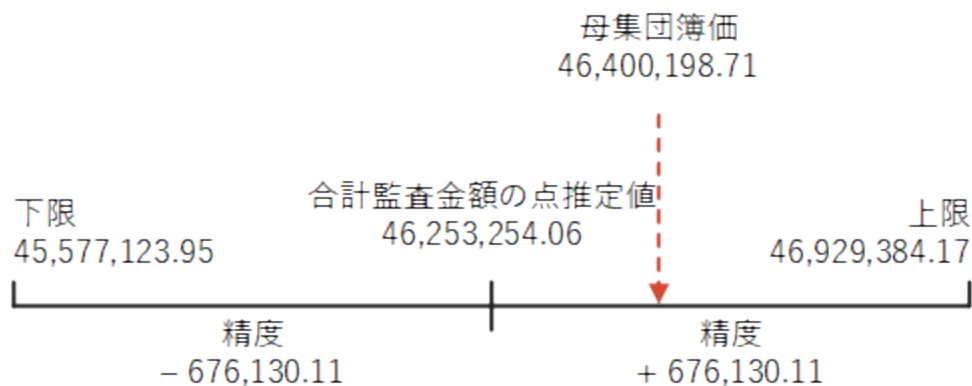 母集団簿価
46,400,198.71
合計監査金額の点推定値
46,253,254.06
下限
45,577,123.95
上限
46,929,384.17
精度
– 676,130.11
精度
+ 676,130.11